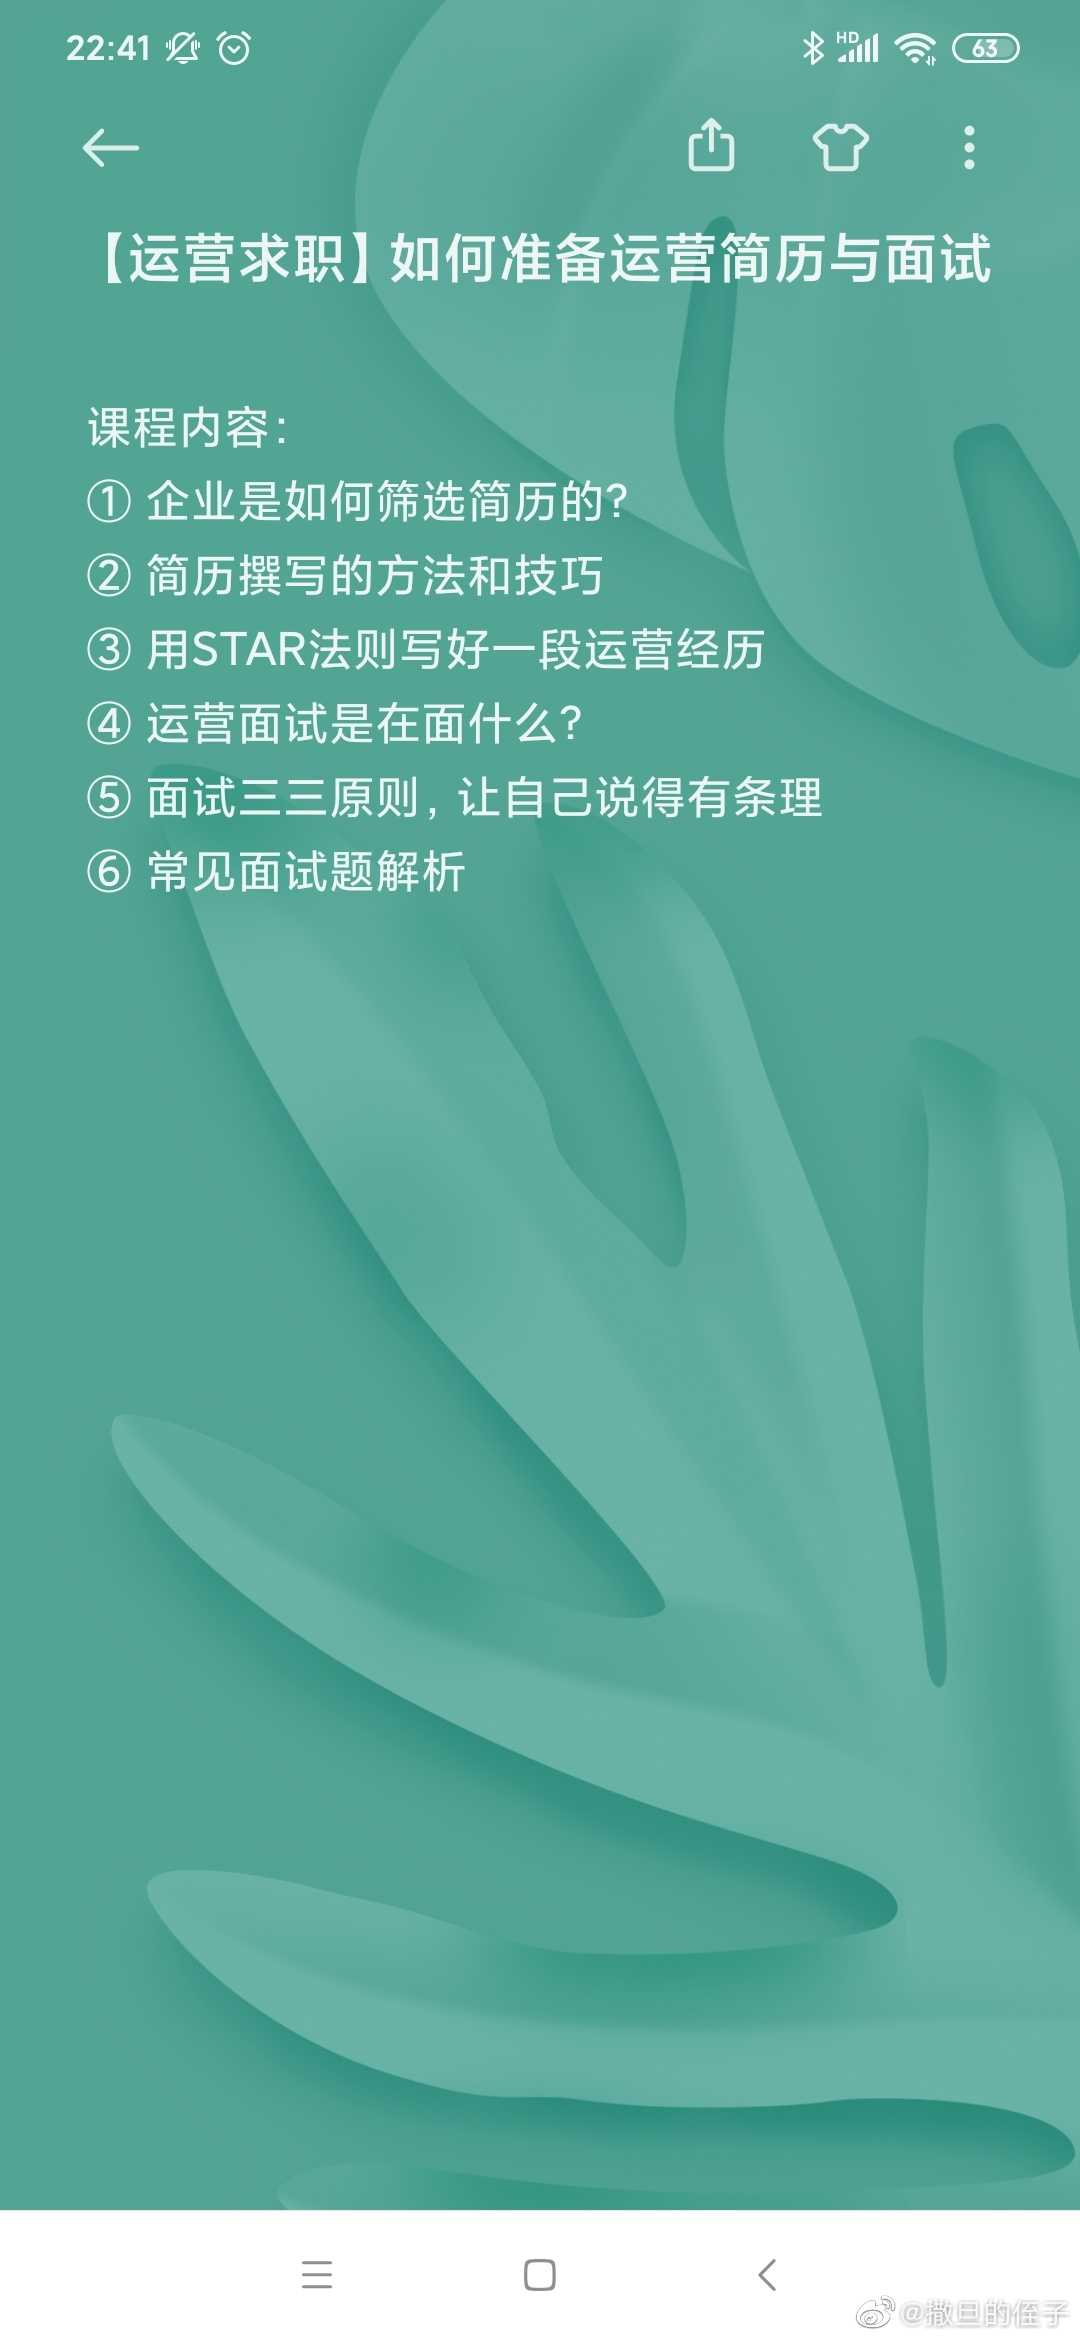 22:41
HD
63
【运营求职】如何准备运营简历与面试
课程内容：
① 企业是如何筛选简历的？
② 简历撰写的方法和技巧
③ 用STAR法则写好一段运营经历
④ 运营面试是在面什么？
⑤ 面试三三原则，让自己说得有条理
⑥ 常见面试题解析
@撒旦的侄子